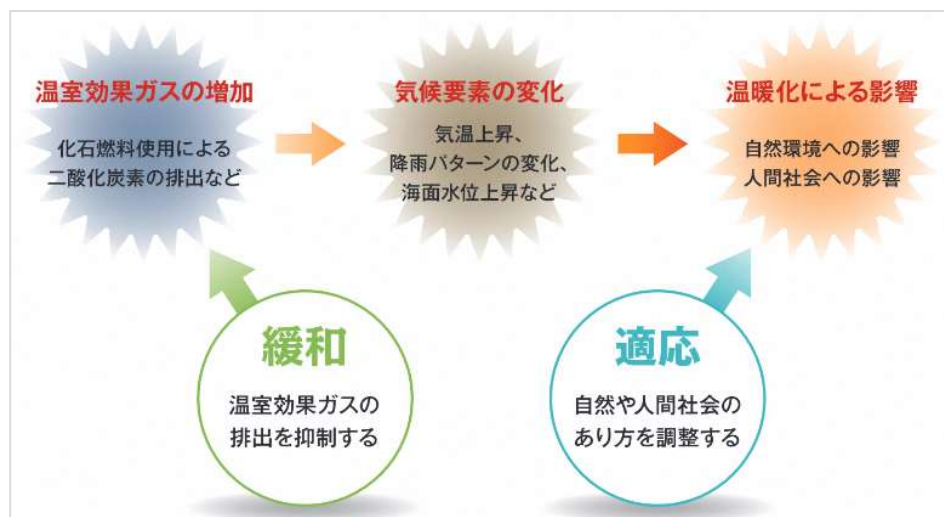 温室効果ガスの増加
化石燃料使用による
二酸化炭素の排出など
気候要素の変化
気温上昇、
降雨パターンの変化、
海面水位上昇など
温暖化による影響
自然環境への影響
人間社会への影響
緩和
温室効果ガスの
排出を抑制する
適応
自然や人間社会の
あり方を調整する